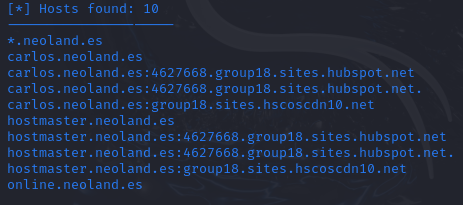 [*] Hosts found: 10
---------------------
*.neoland.es
carlos.neoland.es
carlos.neoland.es:4627668.group18.sites.hubspot.net
carlos.neoland.es:4627668.group18.sites.hubspot.net.
carlos.neoland.es:group18.sites.hscoscdn10.net
hostmaster.neoland.es
hostmaster.neoland.es:4627668.group18.sites.hubspot.net
hostmaster.neoland.es:4627668.group18.sites.hubspot.net.
hostmaster.neoland.es:group18.sites.hscoscdn10.net
online.neoland.es